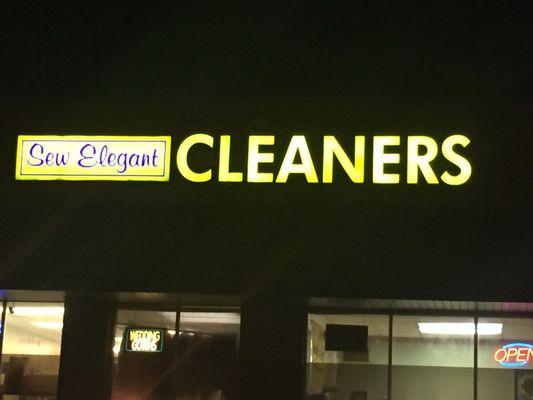 Sew Elegant CLEANERS
WEDDING
GOWNS
OPEN